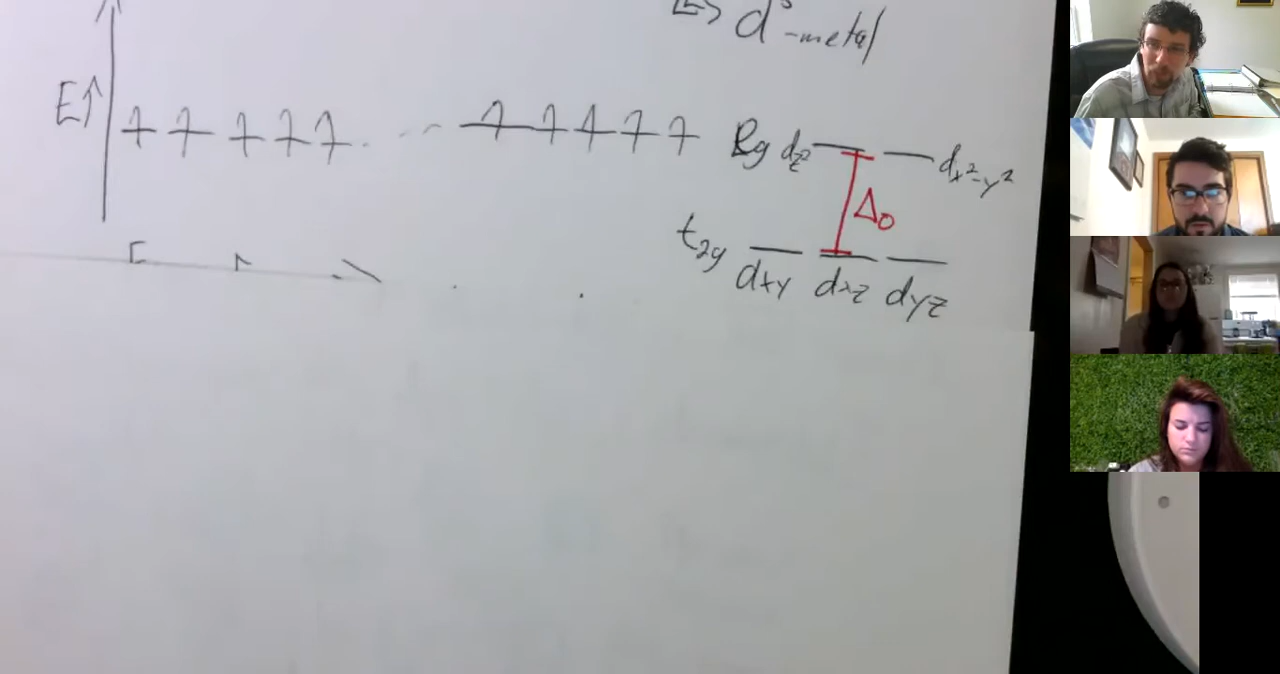 d⁵-metal
E↑
eg dz² dx²-y²
Δo
t2g
dxy dxz dyz